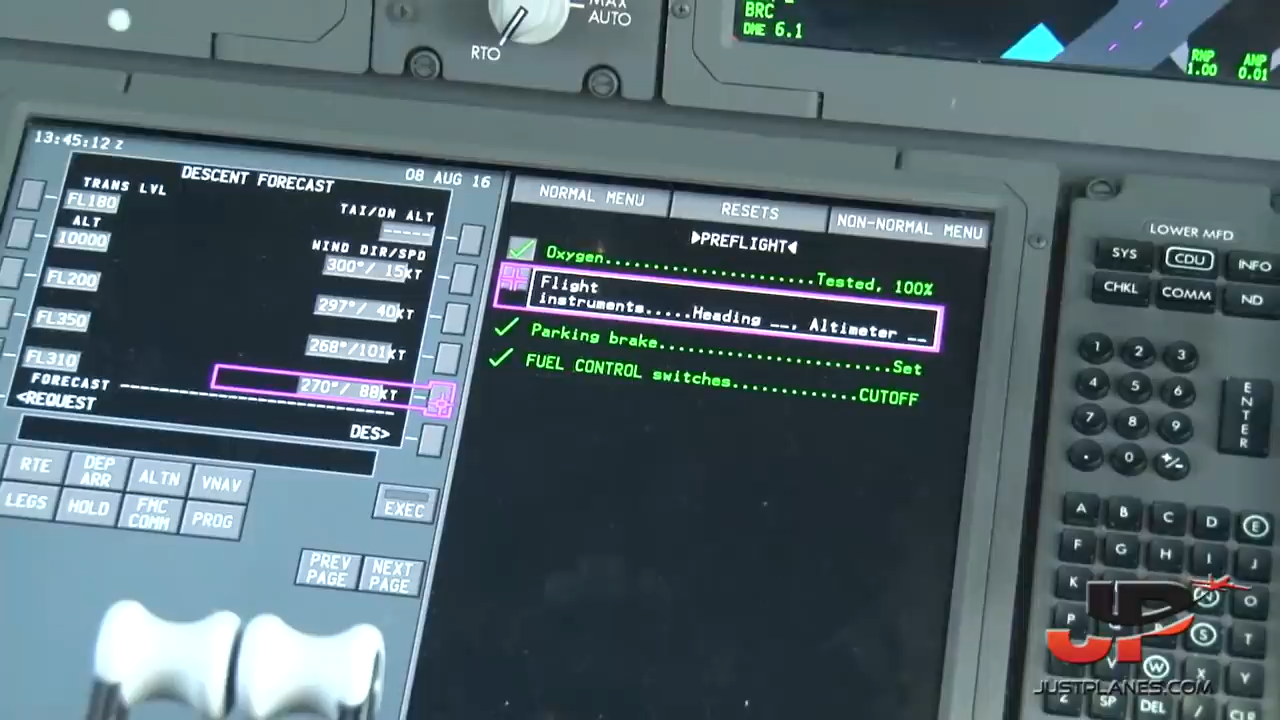 MAX
AUTO
RTO
BRC
DME 6.1
RNP
1.00
ANP
0.01
13:45:12 z
DESCENT FORECAST
08 AUG 16
TRANS LVL
FL180
TAI/ON ALT
-----
ALT
10000
WIND DIR/SPD
300°/ 15KT
FL200
297°/ 40KT
FL350
268°/101KT
FL310
270°/ 88KT
FORECAST
<REQUEST
DES>
RTE
DEP
ARR
ALTN
VNAV
LEGS
HOLD
FMC
COMM
PROG
EXEC
PREV
PAGE
NEXT
PAGE
NORMAL MENU
RESETS
NON-NORMAL MENU
▶PREFLIGHT◀
Oxygen......................Tested, 100%
Flight
instruments.....Heading __, Altimeter __
Parking brake........................Set
FUEL CONTROL switches.............CUTOFF
LOWER MFD
SYS
CDU
INFO
CHKL
COMM
ND
1 2 3
4 5 6
7 8 9
. 0 +/-
ENTER
A B C D E
F G H I J
K N O
P S T
V W X Y
Z SP DEL / CLR
JP
JUSTPLANES.COM